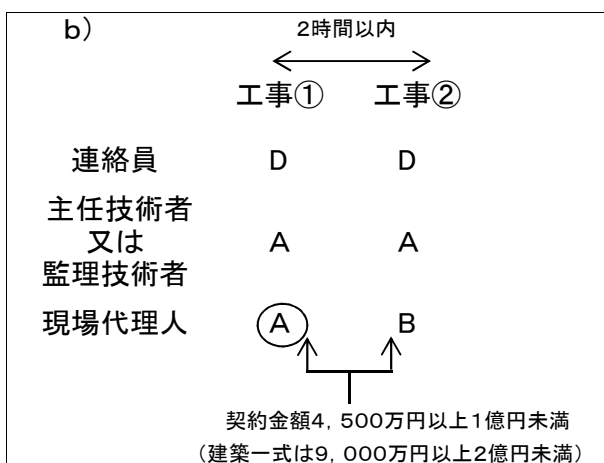 b)
2時間以内
工事① 工事②
連絡員 D D
主任技術者
又は A A
監理技術者
現場代理人 A B
契約金額4,500万円以上1億円未満
(建築一式は9,000万円以上2億円未満)